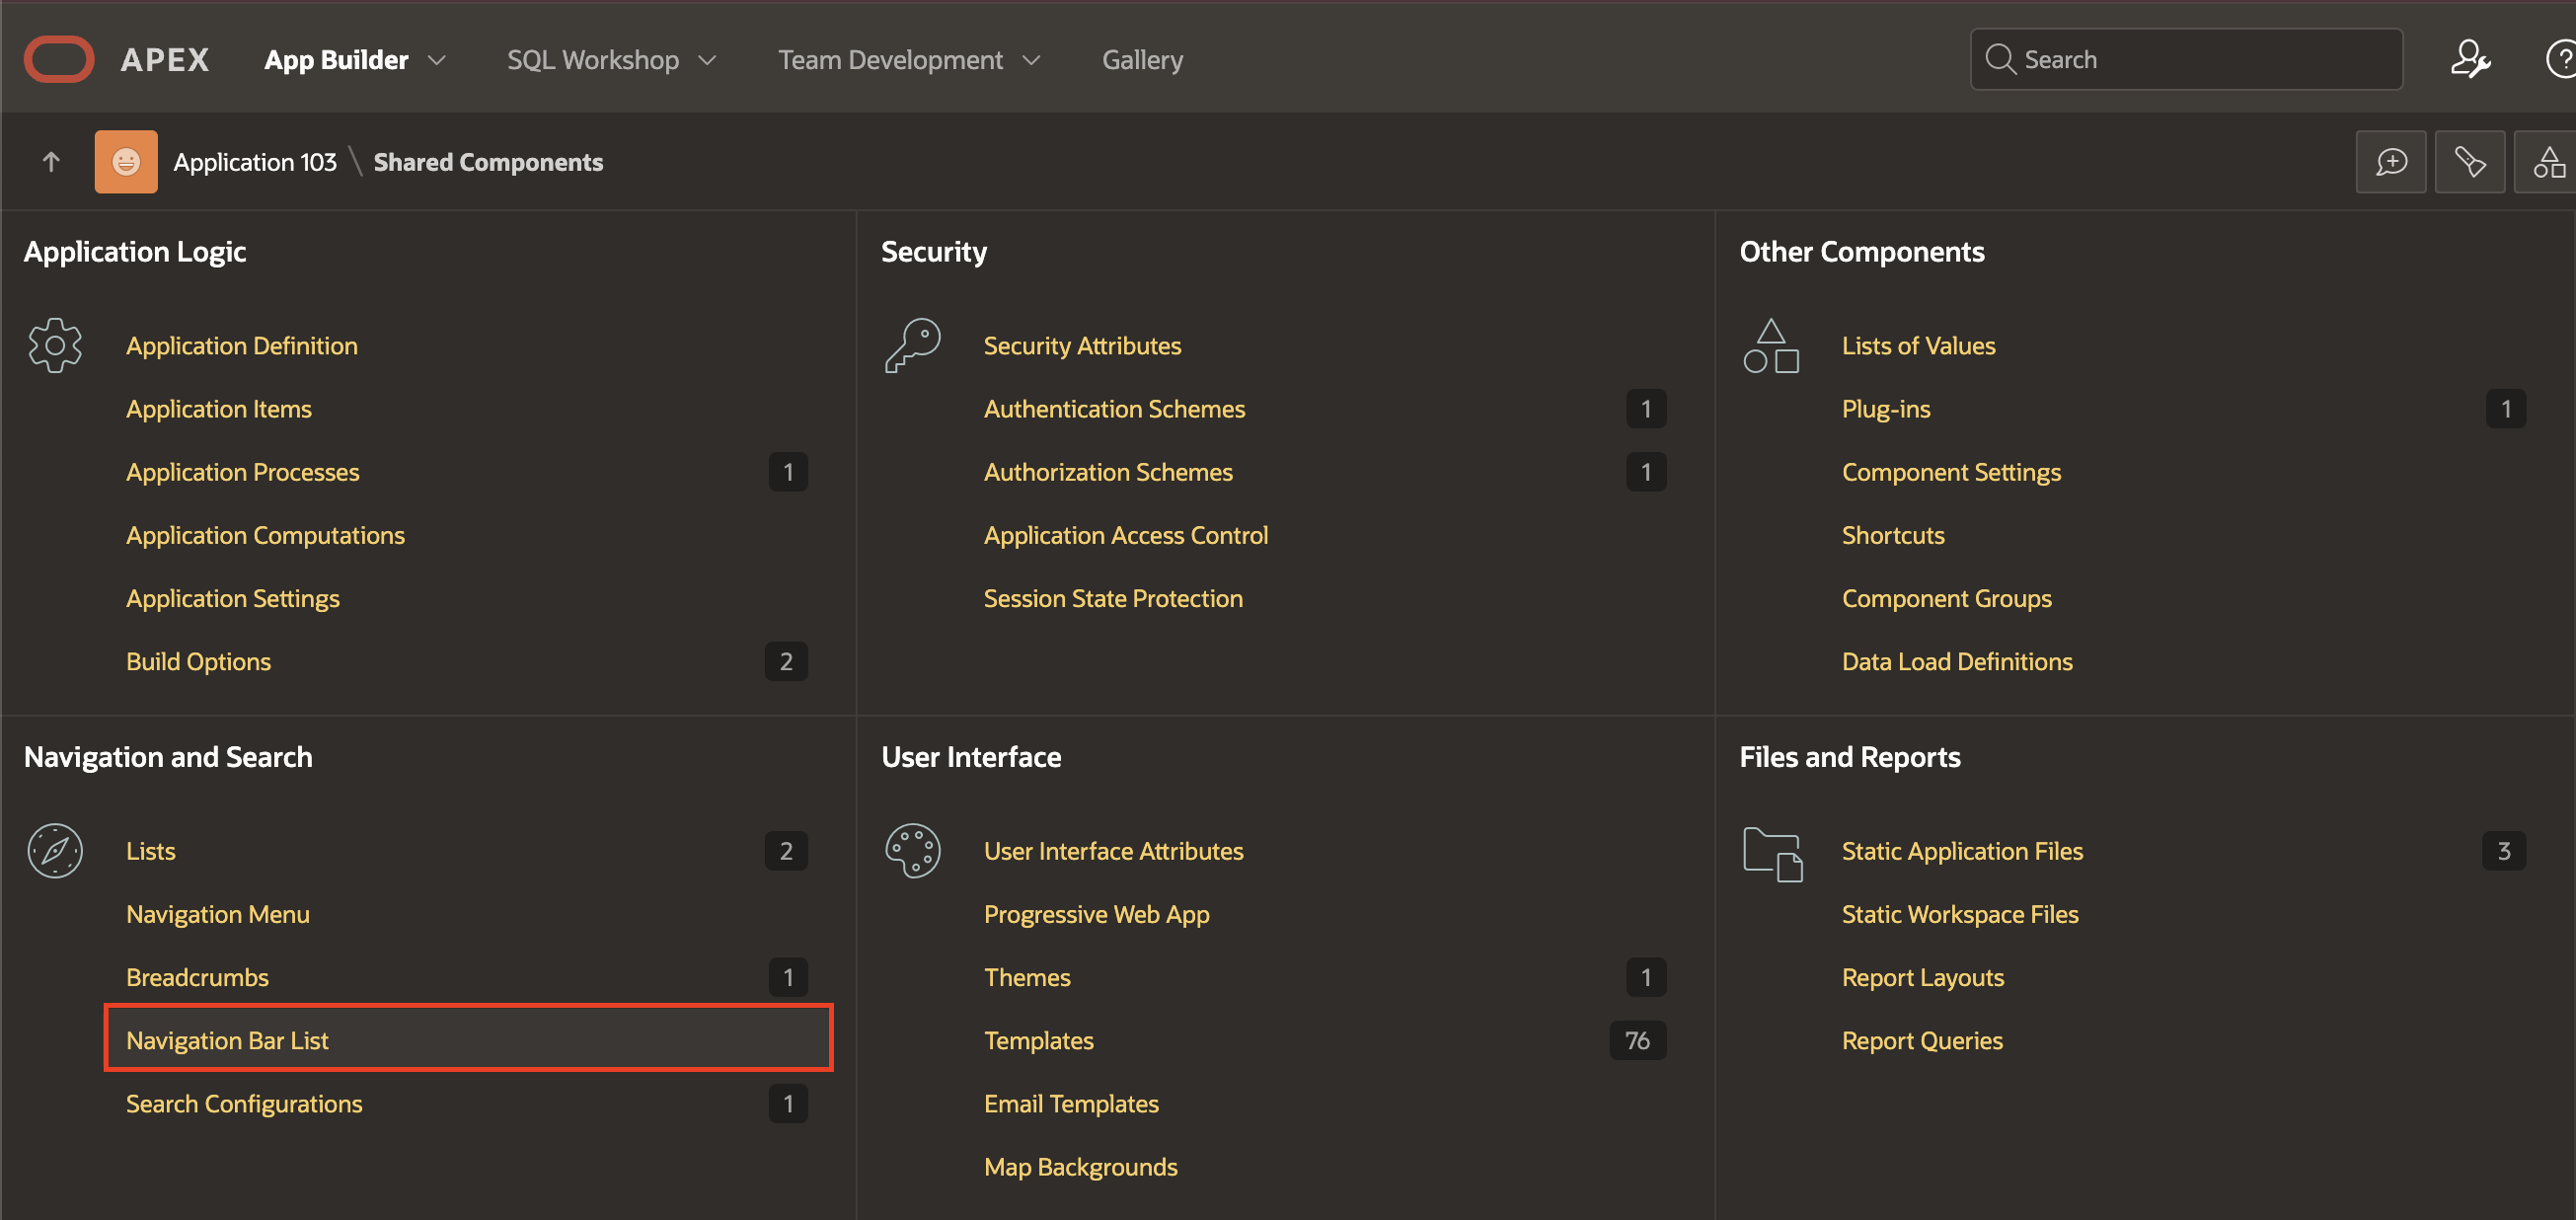 APEX
App Builder
SQL Workshop
Team Development
Gallery
Search
?
Application 103 \ Shared Components
Application Logic
Application Definition
Application Items
Application Processes 1
Application Computations
Application Settings
Build Options 2
Security
Security Attributes
Authentication Schemes 1
Authorization Schemes 1
Application Access Control
Session State Protection
Other Components
Lists of Values
Plug-ins 1
Component Settings
Shortcuts
Component Groups
Data Load Definitions
Navigation and Search
Lists 2
Navigation Menu
Breadcrumbs 1
Navigation Bar List
Search Configurations 1
User Interface
User Interface Attributes
Progressive Web App
Themes 1
Templates 76
Email Templates
Map Backgrounds
Files and Reports
Static Application Files 3
Static Workspace Files
Report Layouts
Report Queries